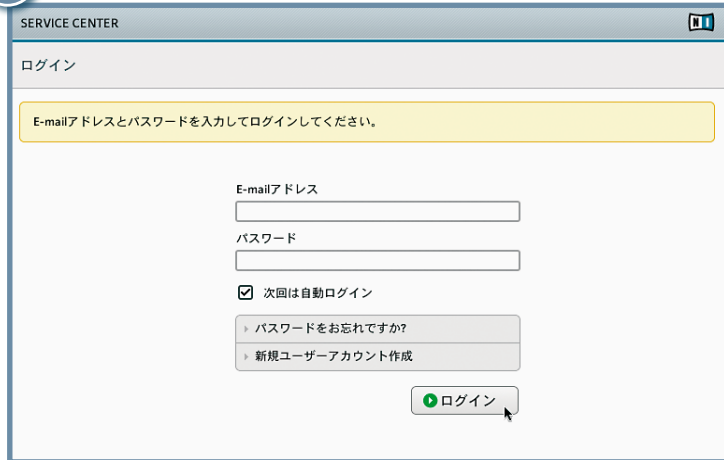 SERVICE CENTER
NI
ログイン
E-mailアドレスとパスワードを入力してログインしてください。
E-mailアドレス
パスワード
次回は自動ログイン
パスワードをお忘れですか?
新規ユーザーアカウント作成
ログイン